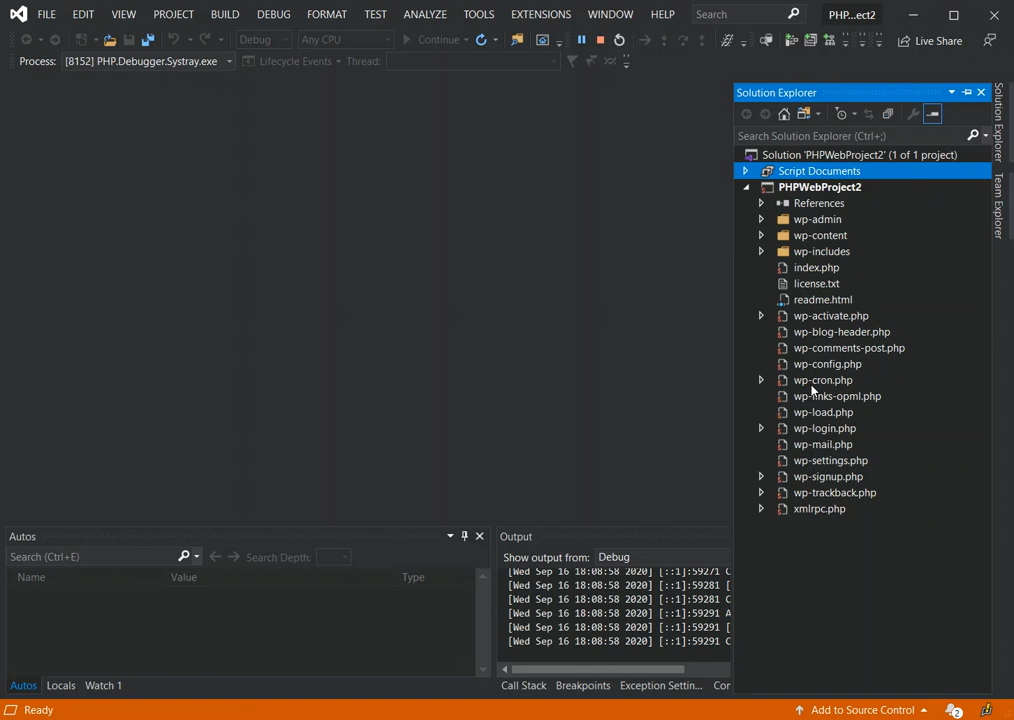 FILE EDIT VIEW PROJECT BUILD DEBUG FORMAT TEST ANALYZE TOOLS EXTENSIONS WINDOW HELP Search PHP...ect2
Debug Any CPU Continue Live Share
Process: [8152] PHP.Debugger.Systray.exe Lifecycle Events Thread:
Solution Explorer
Search Solution Explorer (Ctrl+;)
Solution 'PHPWebProject2' (1 of 1 project)
Script Documents
PHPWebProject2
References
wp-admin
wp-content
wp-includes
index.php
license.txt
readme.html
wp-activate.php
wp-blog-header.php
wp-comments-post.php
wp-config.php
wp-cron.php
wp-links-opml.php
wp-load.php
wp-login.php
wp-mail.php
wp-settings.php
wp-signup.php
wp-trackback.php
xmlrpc.php
Solution Explorer
Team Explorer
Autos
Search (Ctrl+E) Search Depth:
Name Value Type
Autos Locals Watch 1
Output
Show output from: Debug
[Wed Sep 16 18:08:58 2020] [::1]:59271 C
[Wed Sep 16 18:08:58 2020] [::1]:59281 [
[Wed Sep 16 18:08:58 2020] [::1]:59281 C
[Wed Sep 16 18:08:58 2020] [::1]:59291 A
[Wed Sep 16 18:08:58 2020] [::1]:59291 [
[Wed Sep 16 18:08:58 2020] [::1]:59291 C
Call Stack Breakpoints Exception Settin... Cor
Ready Add to Source Control 2